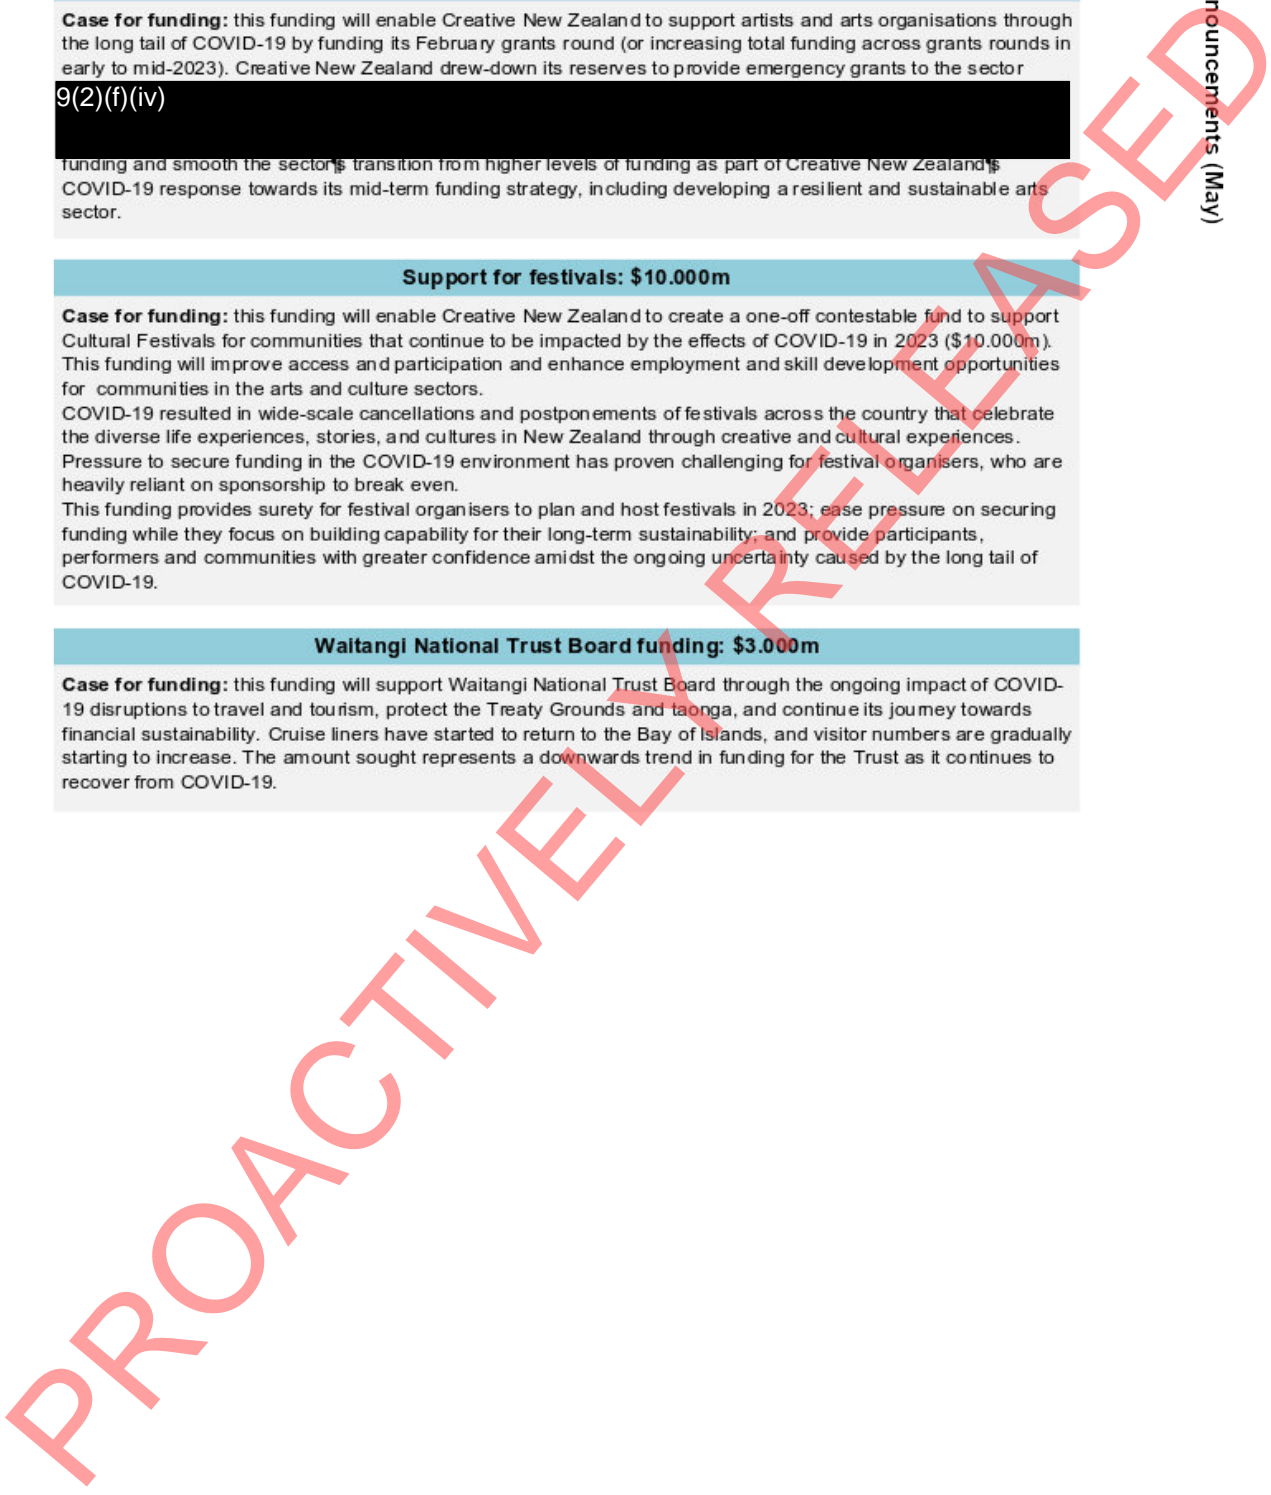 Case for funding: this funding will enable Creative New Zealand to support artists and arts organisations through
the long tail of COVID-19 by funding its February grants round (or increasing total funding across grants rounds in
early to mid-2023). Creative New Zealand drew-down its reserves to provide emergency grants to the sector
9(2)(f)(iv)
funding and smooth the sector¶s transition from higher levels of funding as part of Creative New Zealand¶s
COVID-19 response towards its mid-term funding strategy, including developing a resilient and sustainable arts
sector.
Support for festivals: $10.000m
Case for funding: this funding will enable Creative New Zealand to create a one-off contestable fund to support
Cultural Festivals for communities that continue to be impacted by the effects of COVID-19 in 2023 ($10.000m).
This funding will improve access and participation and enhance employment and skill development opportunities
for communities in the arts and culture sectors.
COVID-19 resulted in wide-scale cancellations and postponements of festivals across the country that celebrate
the diverse life experiences, stories, and cultures in New Zealand through creative and cultural experiences.
Pressure to secure funding in the COVID-19 environment has proven challenging for festival organisers, who are
heavily reliant on sponsorship to break even.
This funding provides surety for festival organisers to plan and host festivals in 2023; ease pressure on securing
funding while they focus on building capability for their long-term sustainability; and provide participants,
performers and communities with greater confidence amidst the ongoing uncertainty caused by the long tail of
COVID-19.
Waitangi National Trust Board funding: $3.000m
Case for funding: this funding will support Waitangi National Trust Board through the ongoing impact of COVID-
19 disruptions to travel and tourism, protect the Treaty Grounds and taonga, and continue its journey towards
financial sustainability. Cruise liners have started to return to the Bay of Islands, and visitor numbers are gradually
starting to increase. The amount sought represents a downwards trend in funding for the Trust as it continues to
recover from COVID-19.
nouncements (May)
PROACTIVELY RELEASED